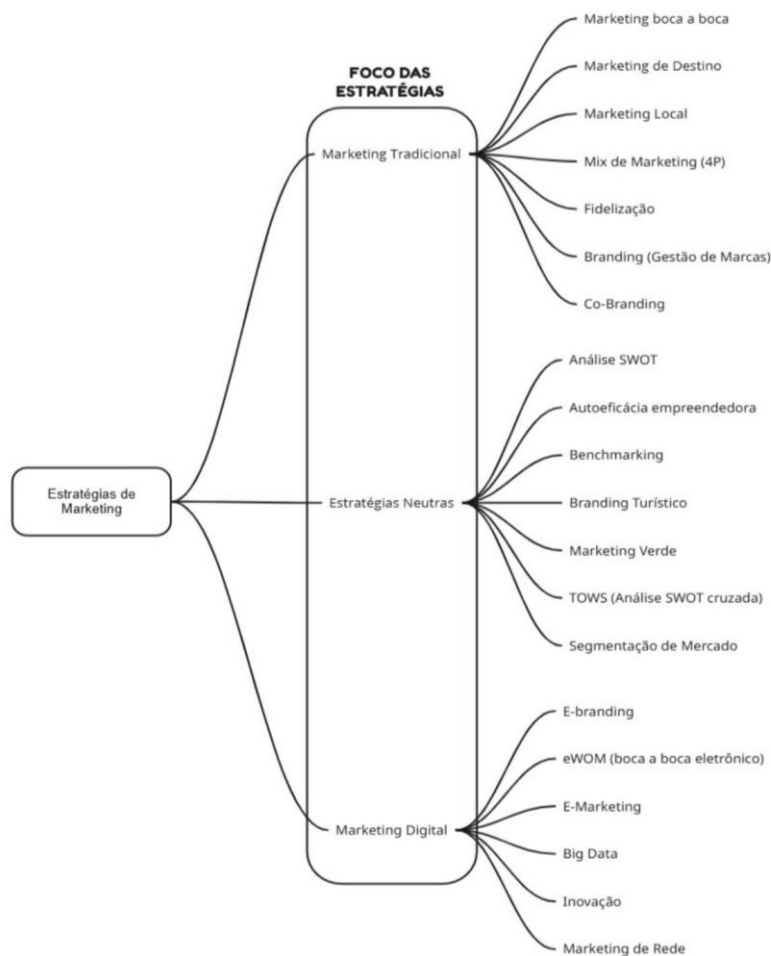 FOCO DAS
ESTRATÉGIAS
Estratégias de
Marketing
Marketing Tradicional
Marketing boca a boca
Marketing de Destino
Marketing Local
Mix de Marketing (4P)
Fidelização
Branding (Gestão de Marcas)
Co-Branding
Estratégias Neutras
Análise SWOT
Autoeficácia empreendedora
Benchmarking
Branding Turístico
Marketing Verde
TOWS (Análise SWOT cruzada)
Segmentação de Mercado
Marketing Digital
E-branding
eWOM (boca a boca eletrônico)
E-Marketing
Big Data
Inovação
Marketing de Rede